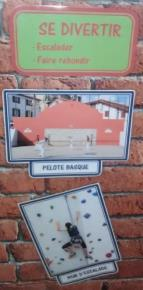 SE DIVERTIR
- Escalader
- Faire rebondir
PELOTE BASQUE
MUR D'ESCALADE